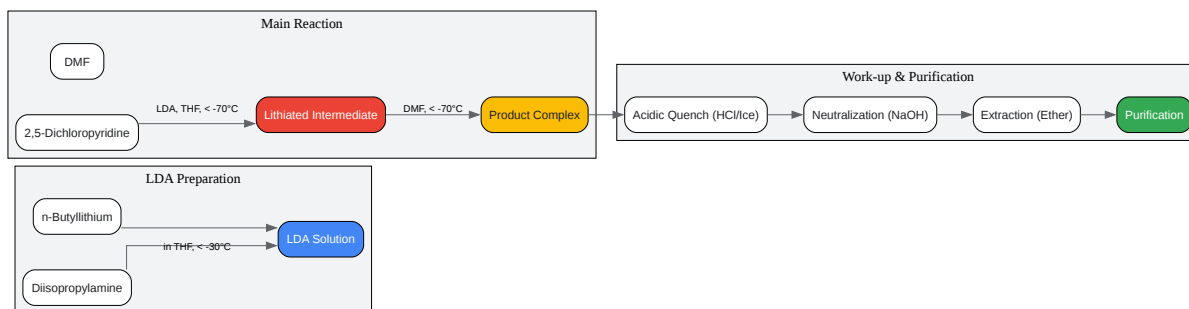 Main Reaction
DMF
2,5-Dichloropyridine
LDA, THF, < -70°C
Lithiated Intermediate
DMF, < -70°C
Product Complex
Work-up & Purification
Acidic Quench (HCl/Ice)
Neutralization (NaOH)
Extraction (Ether)
Purification
LDA Preparation
n-Butyllithium
Diisopropylamine
in THF, < -30°C
LDA Solution